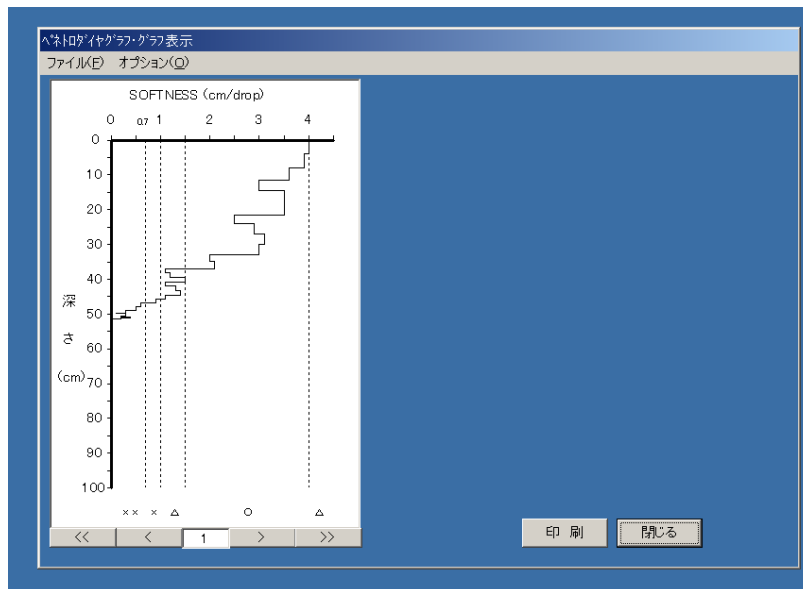 ペネトロダイヤグラフ・グラフ表示
ファイル(F) オプション(O)
SOFTNESS (cm/drop)
0 0.7 1 2 3 4
0
10
20
30
40
50
60
70
80
90
100
深さ(cm)
×× × △ ○ △
<< < 1 > >>
印 刷 閉じる